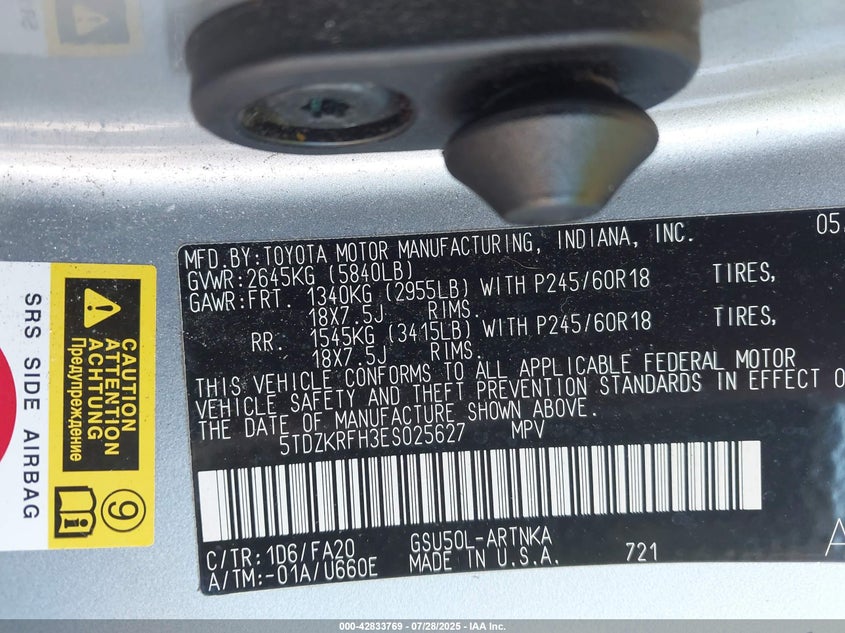 MFD.BY:TOYOTA MOTOR MANUFACTURING, INDIANA, INC. 05
GVWR:2645KG (5840LB)
GAWR:FRT. 1340KG (2955LB) WITH P245/60R18 TIRES,
18X7.5J RIMS.
RR. 1545KG (3415LB) WITH P245/60R18 TIRES,
18X7.5J RIMS.
THIS VEHICLE CONFORMS TO ALL APPLICABLE FEDERAL MOTOR
VEHICLE SAFETY AND THEFT PREVENTION STANDARDS IN EFFECT O
THE DATE OF MANUFACTURE SHOWN ABOVE.
5TDZKRFH3ES025627 MPV
C/TR:1D6/FA20 GSU50L-ARTNKA
A/TM:-01A/U660E MADE IN U.S.A. 721
A
SRS SIDE AIRBAG
CAUTION
ATTENTION
ACHTUNG
Предупреждение
9
000-42833769 - 07/28/2025 - IAA Inc.